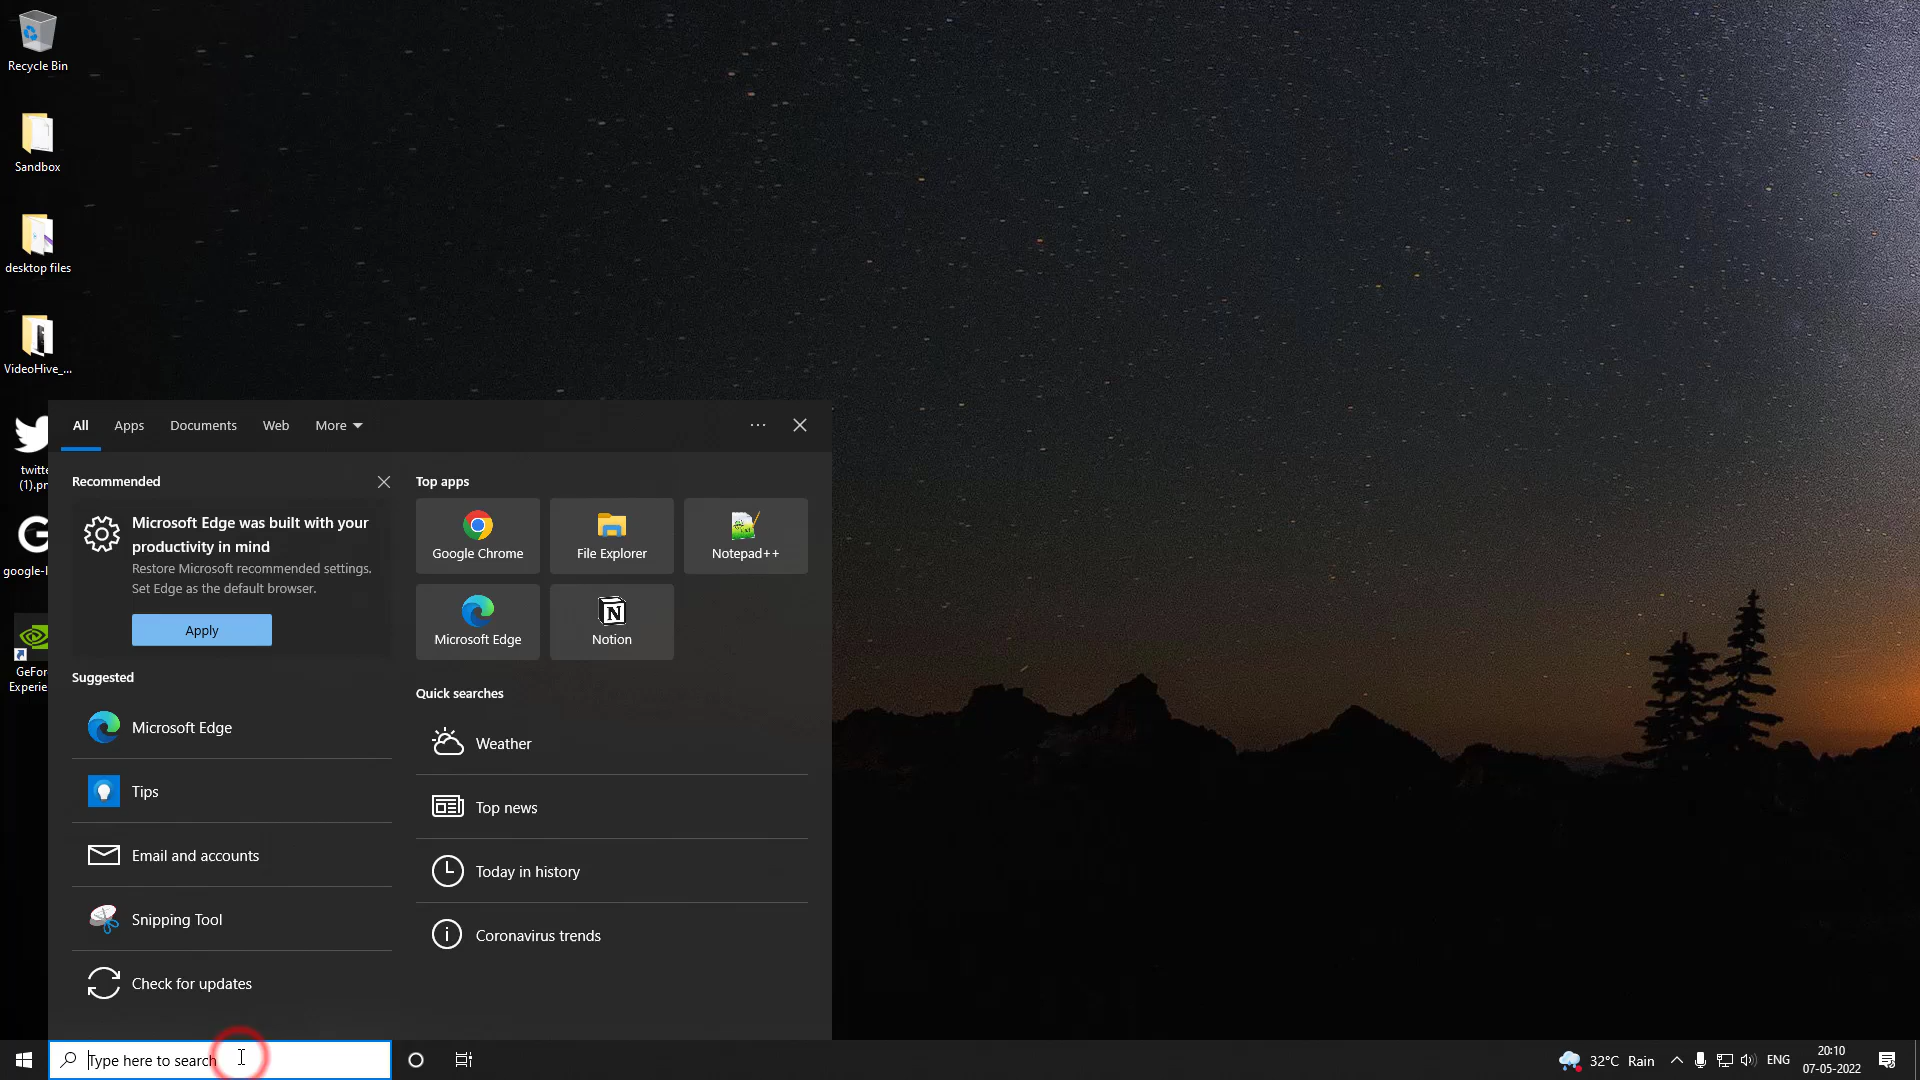 Recycle Bin
Sandbox
desktop files
VideoHive_...
twitte
(1).pn
google-l
GeFor
Experie
All
Apps
Documents
Web
More
Recommended
Microsoft Edge was built with your
productivity in mind
Restore Microsoft recommended settings.
Set Edge as the default browser.
Apply
Suggested
Microsoft Edge
Tips
Email and accounts
Snipping Tool
Check for updates
Top apps
Google Chrome
File Explorer
Notepad++
Microsoft Edge
Notion
Quick searches
Weather
Top news
Today in history
Coronavirus trends
Type here to search
32°C Rain
ENG
20:10
07-05-2022